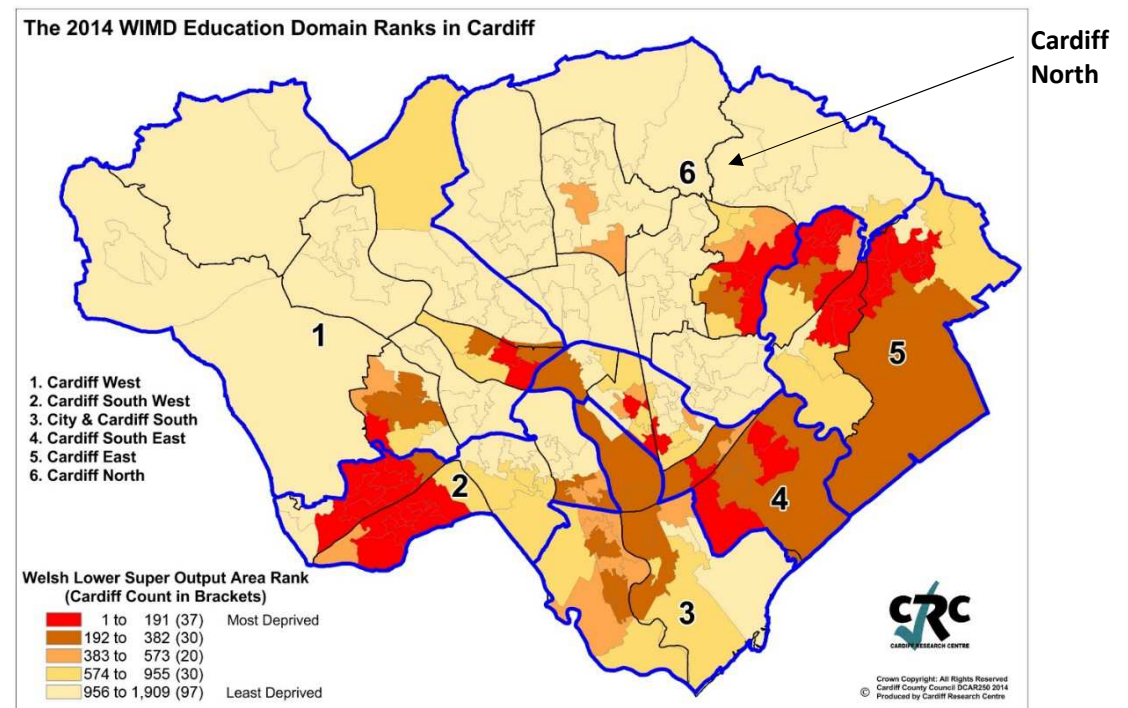 The 2014 WIMD Education Domain Ranks in Cardiff
Cardiff
North
6
1
5
1. Cardiff West
2. Cardiff South West
3. City & Cardiff South
4. Cardiff South East
5. Cardiff East
6. Cardiff North
2
4
3
Welsh Lower Super Output Area Rank
(Cardiff Count in Brackets)
1 to 191 (37) Most Deprived
192 to 382 (30)
383 to 573 (20)
574 to 955 (30)
956 to 1,909 (97) Least Deprived
CRC
CARDIFF RESEARCH CENTRE
Crown Copyright: All Rights Reserved
© Cardiff County Council DCAR250 2014
Produced by Cardiff Research Centre